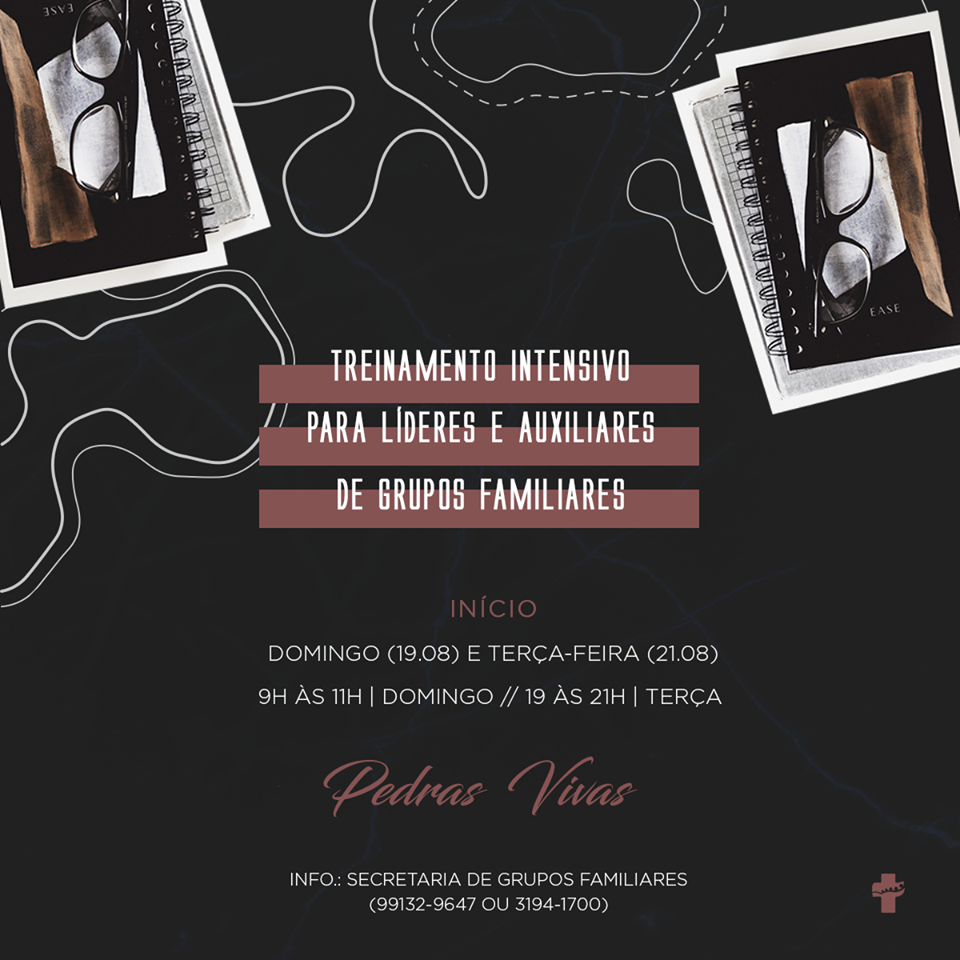 EASE
EASE
TREINAMENTO INTENSIVO
PARA LÍDERES E AUXILIARES
DE GRUPOS FAMILIARES
INÍCIO
DOMINGO (19.08) E TERÇA-FEIRA (21.08)
9H ÀS 11H | DOMINGO // 19 ÀS 21H | TERÇA
Pedras Vivas
INFO.: SECRETARIA DE GRUPOS FAMILIARES
(99132-9647 OU 3194-1700)